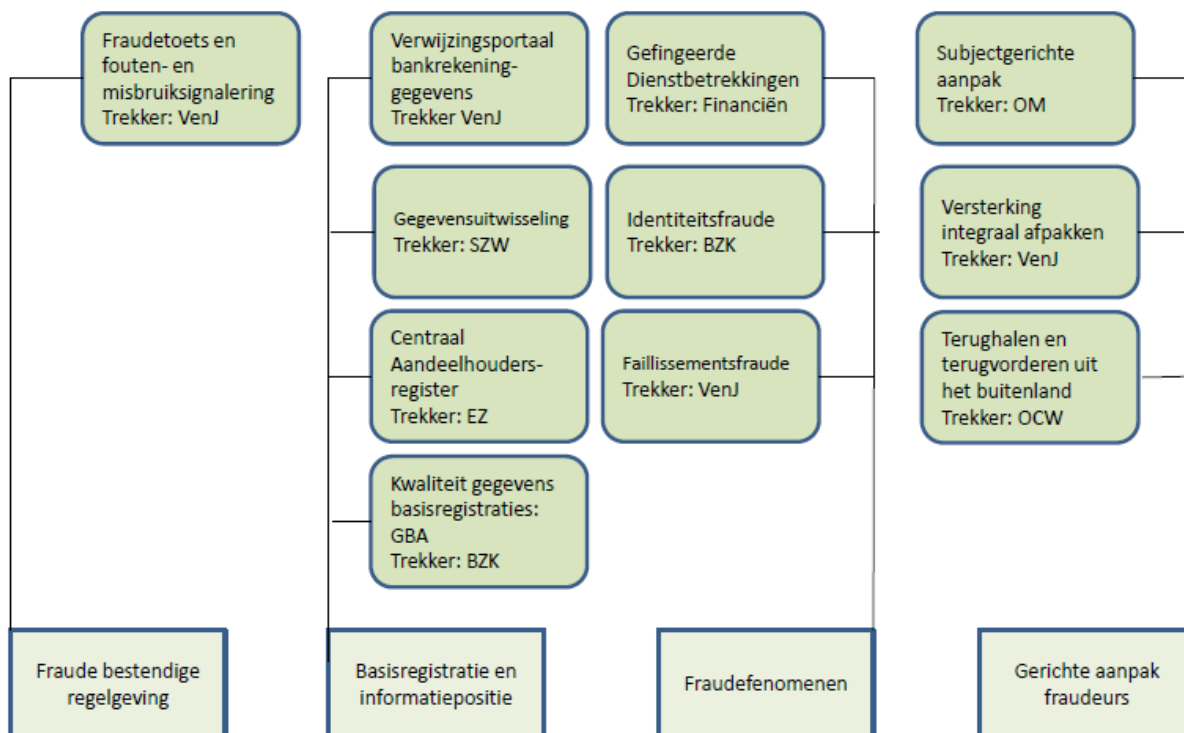 Fraudetoets en
fouten- en
misbruiksignalering
Trekker: VenJ
Verwijzingsportaal
bankrekening-
gegevens
Trekker VenJ
Gegevensuitwisseling
Trekker: SZW
Centraal
Aandeelhouders-
register
Trekker: EZ
Kwaliteit gegevens
basisregistraties:
GBA
Trekker: BZK
Gefingeerde
Dienstbetrekkingen
Trekker: Financiën
Identiteitsfraude
Trekker: BZK
Faillissementsfraude
Trekker: VenJ
Subjectgerichte
aanpak
Trekker: OM
Versterking
integraal afpakken
Trekker: VenJ
Terughalen en
terugvorderen uit
het buitenland
Trekker: OCW
Fraude bestendige
regelgeving
Basisregistratie en
informatiepositie
Fraudefenomenen
Gerichte aanpak
fraudeurs